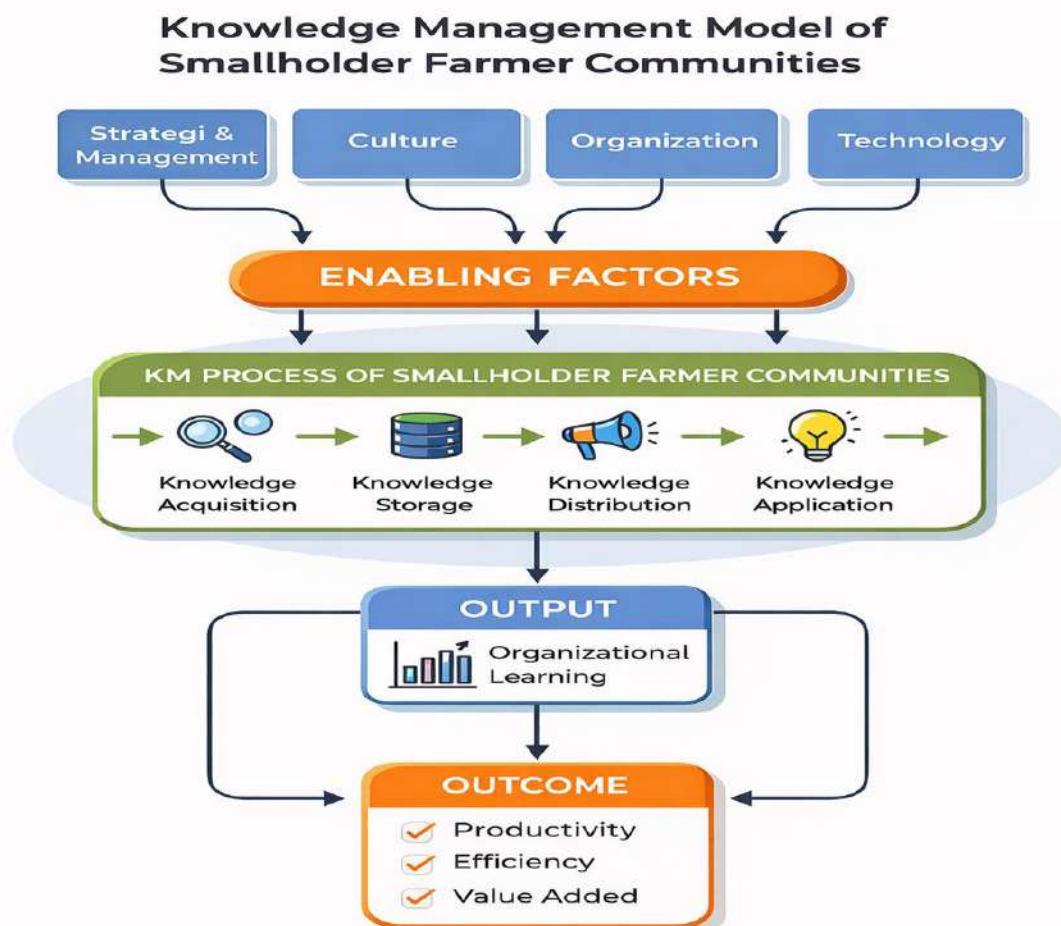 Knowledge Management Model of
Smallholder Farmer Communities
Strategi &
Management
Culture
Organization
Technology
ENABLING FACTORS
KM PROCESS OF SMALLHOLDER FARMER COMMUNITIES
Knowledge
Acquisition
Knowledge
Storage
Knowledge
Distribution
Knowledge
Application
OUTPUT
Organizational
Learning
OUTCOME
Productivity
Efficiency
Value Added